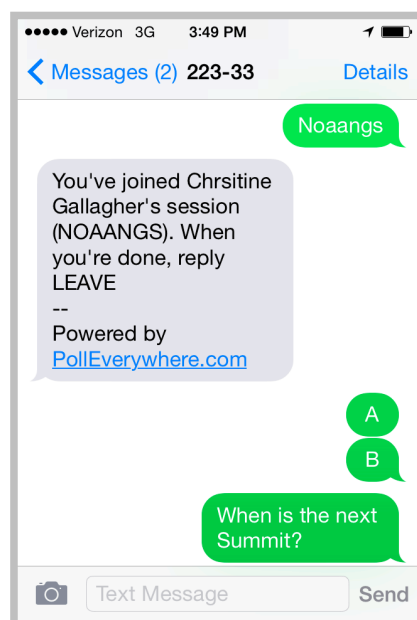 Verizon 3G 3:49 PM
Messages (2) 223-33 Details
Noaangs
You've joined Chrsitine
Gallagher's session
(NOAANGS). When
you're done, reply
LEAVE
--
Powered by
PollEverywhere.com
A
B
When is the next
Summit?
Text Message Send